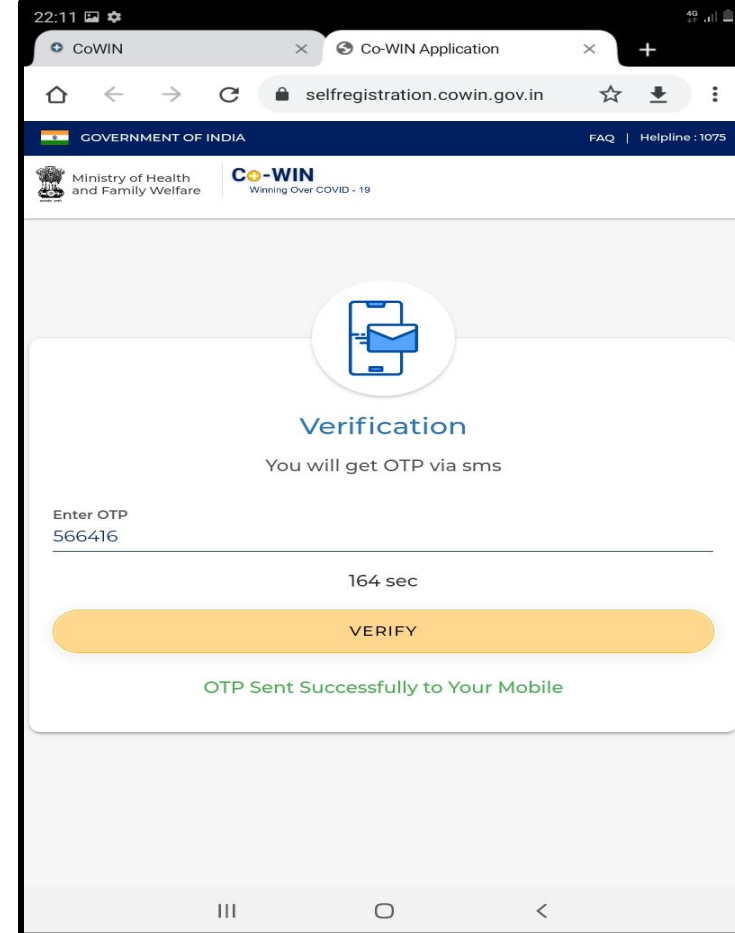 22:11
4G
CoWIN
Co-WIN Application
selfregistration.cowin.gov.in
GOVERNMENT OF INDIA
FAQ | Helpline : 1075
Ministry of Health
and Family Welfare
Co-WIN
Winning Over COVID - 19
Verification
You will get OTP via sms
Enter OTP
566416
164 sec
VERIFY
OTP Sent Successfully to Your Mobile